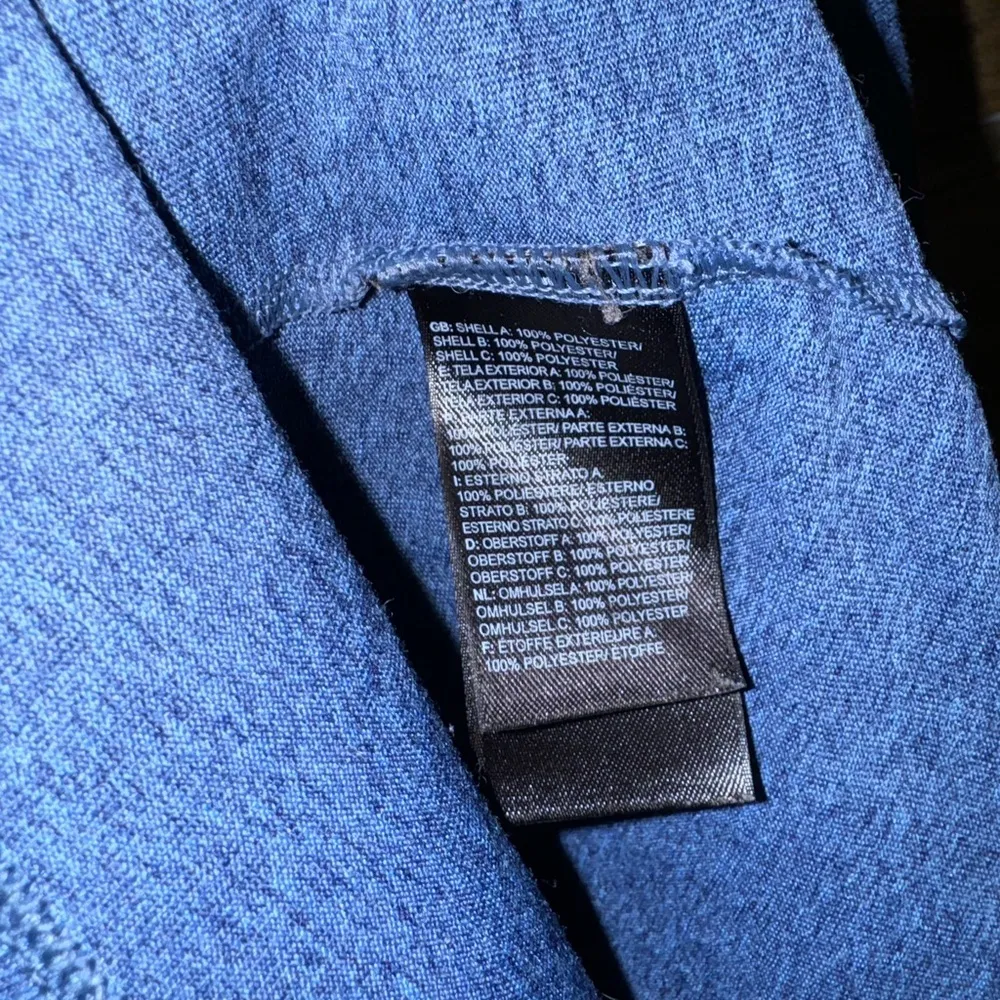 GB: SHELL A: 100% POLYESTER/
SHELL B: 100% POLYESTER/
SHELL C: 100% POLYESTER
E: TELA EXTERIOR A: 100% POLIÉSTER/
TELA EXTERIOR B: 100% POLIÉSTER/
TELA EXTERIOR C: 100% POLIÉSTER
PARTE EXTERNA A:
100% POLIÉSTER/ PARTE EXTERNA B:
100% POLIÉSTER/ PARTE EXTERNA C:
100% POLIÉSTER
I: ESTERNO STRATO A.
100% POLIESTERE/ ESTERNO
STRATO B: 100% POLIESTERE/
ESTERNO STRATO C: 100% POLIESTERE
D: OBERSTOFF A: 100% POLYESTER/
OBERSTOFF B: 100% POLYESTER/
OBERSTOFF C: 100% POLYESTER
NL: OMHULSEL A: 100% POLYESTER/
OMHULSEL B: 100% POLYESTER/
OMHULSEL C: 100% POLYESTER
F: ÉTOFFE EXTÉRIEURE A:
100% POLYESTER/ ÉTOFFE